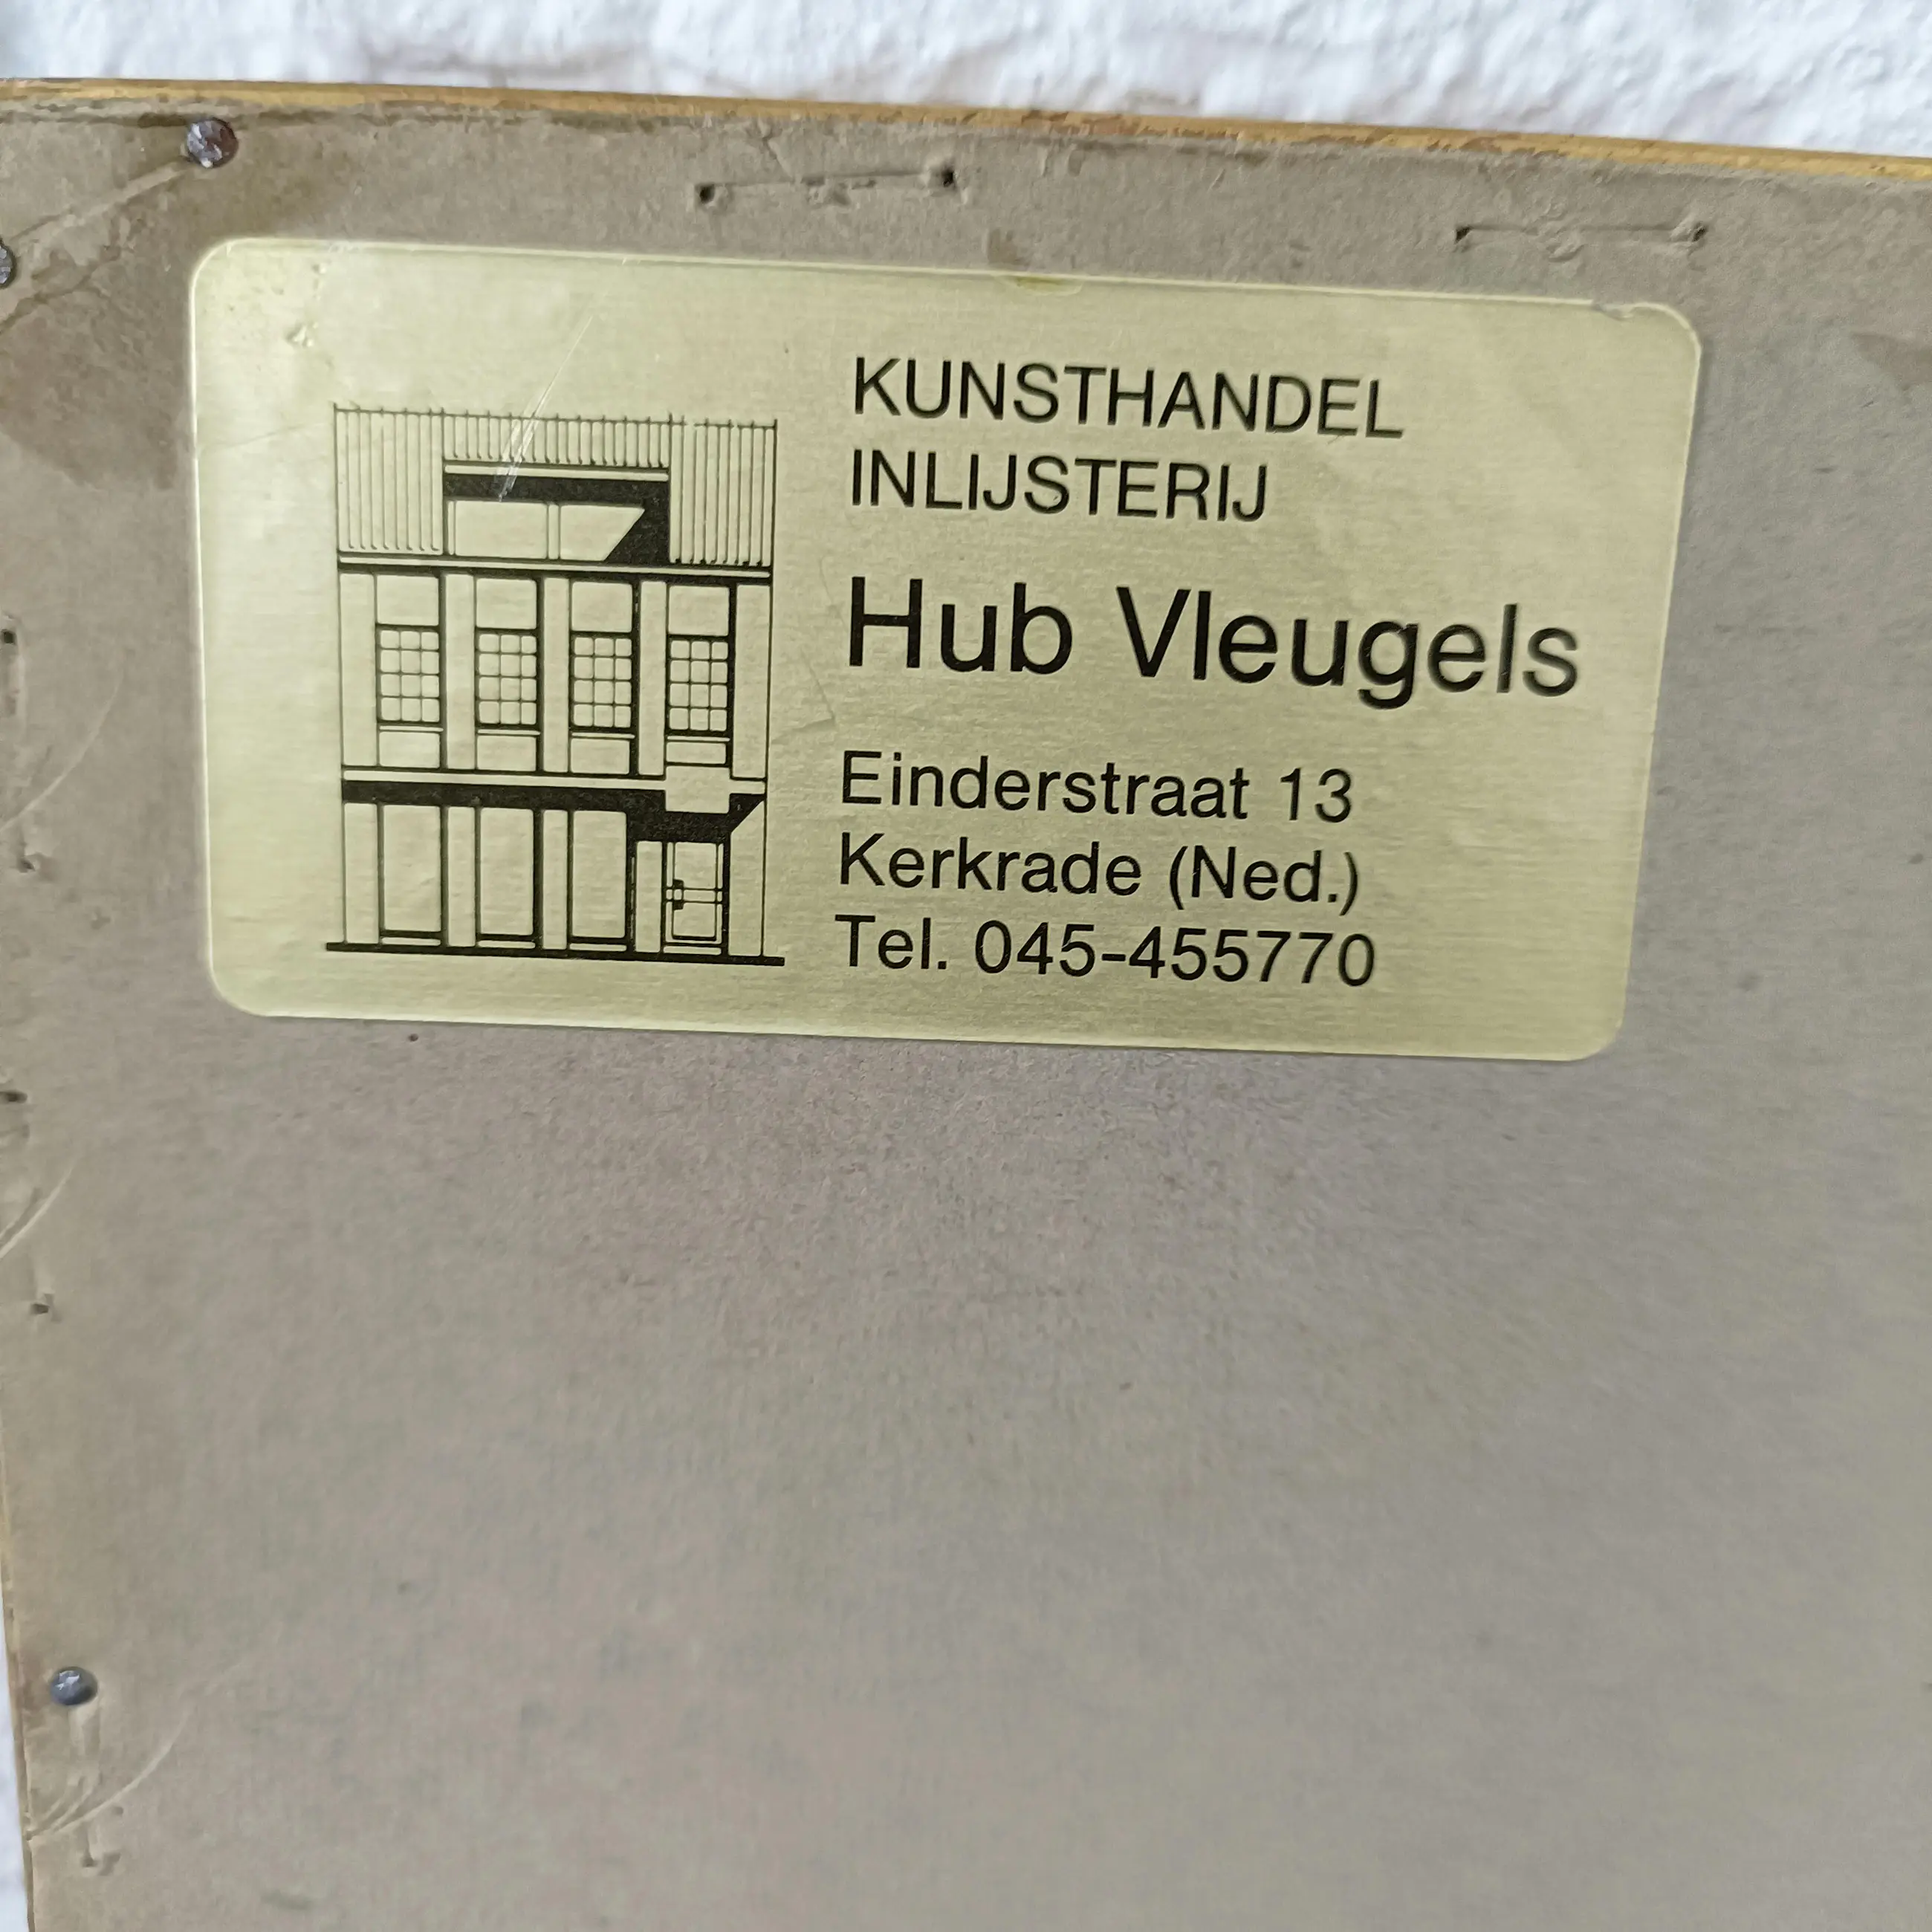 KUNSTHANDEL
INLIJSTERIJ
Hub Vleugels
Einderstraat 13
Kerkrade (Ned.)
Tel. 045-455770